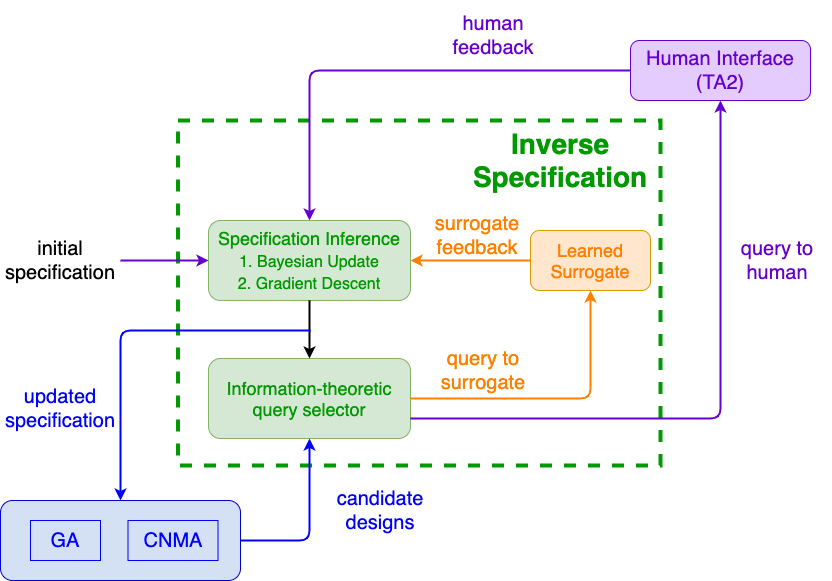 human
feedback
Human Interface
(TA2)
Inverse
Specification
initial
specification
Specification Inference
1. Bayesian Update
2. Gradient Descent
surrogate
feedback
Learned
Surrogate
query to
human
updated
specification
Information-theoretic
query selector
query to
surrogate
candidate
designs
GA
CNMA